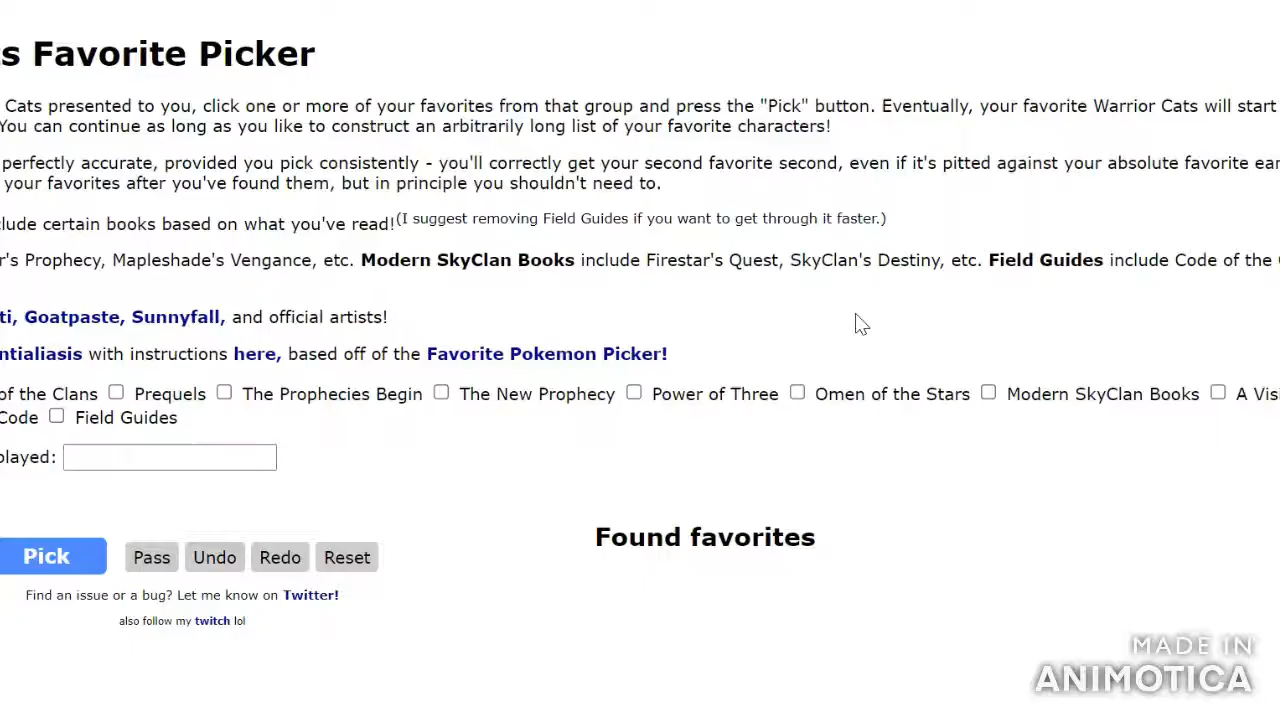 s Favorite Picker
Cats presented to you, click one or more of your favorites from that group and press the "Pick" button. Eventually, your favorite Warrior Cats will start
You can continue as long as you like to construct an arbitrarily long list of your favorite characters!
perfectly accurate, provided you pick consistently - you'll correctly get your second favorite second, even if it's pitted against your absolute favorite ear
your favorites after you've found them, but in principle you shouldn't need to.
clude certain books based on what you've read!(I suggest removing Field Guides if you want to get through it faster.)
r's Prophecy, Mapleshade's Vengance, etc. Modern SkyClan Books include Firestar's Quest, SkyClan's Destiny, etc. Field Guides include Code of the
ti, Goatpaste, Sunnyfall, and official artists!
ntialiasis with instructions here, based off of the Favorite Pokemon Picker!
of the Clans Prequels The Prophecies Begin The New Prophecy Power of Three Omen of the Stars Modern SkyClan Books A Visi
Code Field Guides
played:
Found favorites
Pick Pass Undo Redo Reset
Find an issue or a bug? Let me know on Twitter!
also follow my twitch lol
MADE IN
ANIMOTICA